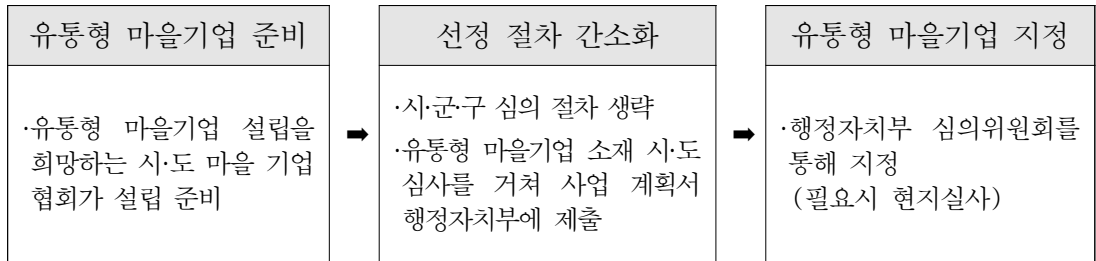 유통형 마을기업 준비
·유통형 마을기업 설립을
희망하는 시·도 마을 기업
협회가 설립 준비
➡
선정 절차 간소화
·시·군·구 심의 절차 생략
·유통형 마을기업 소재 시·도
심사를 거쳐 사업 계획서
행정자치부에 제출
➡
유통형 마을기업 지정
·행정자치부 심의위원회를
통해 지정
(필요시 현지실사)